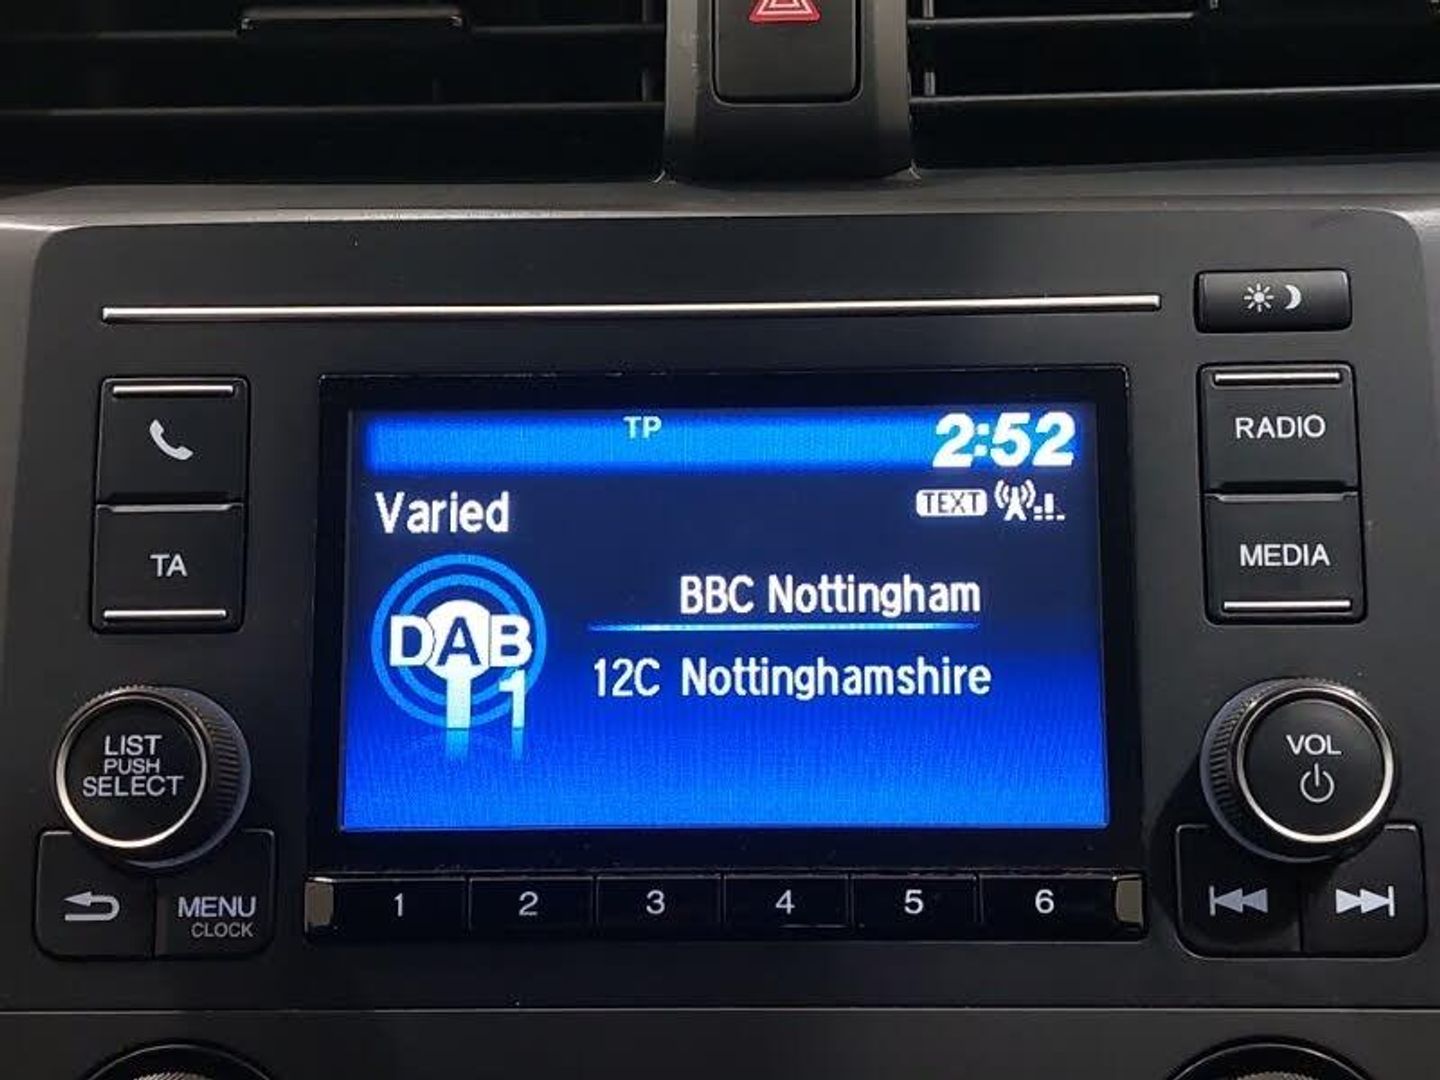 TP 2:52
Varied TEXT
DAB 1
BBC Nottingham
12C Nottinghamshire
RADIO
MEDIA
TA
LIST
PUSH
SELECT
VOL
MENU
CLOCK
1 2 3 4 5 6